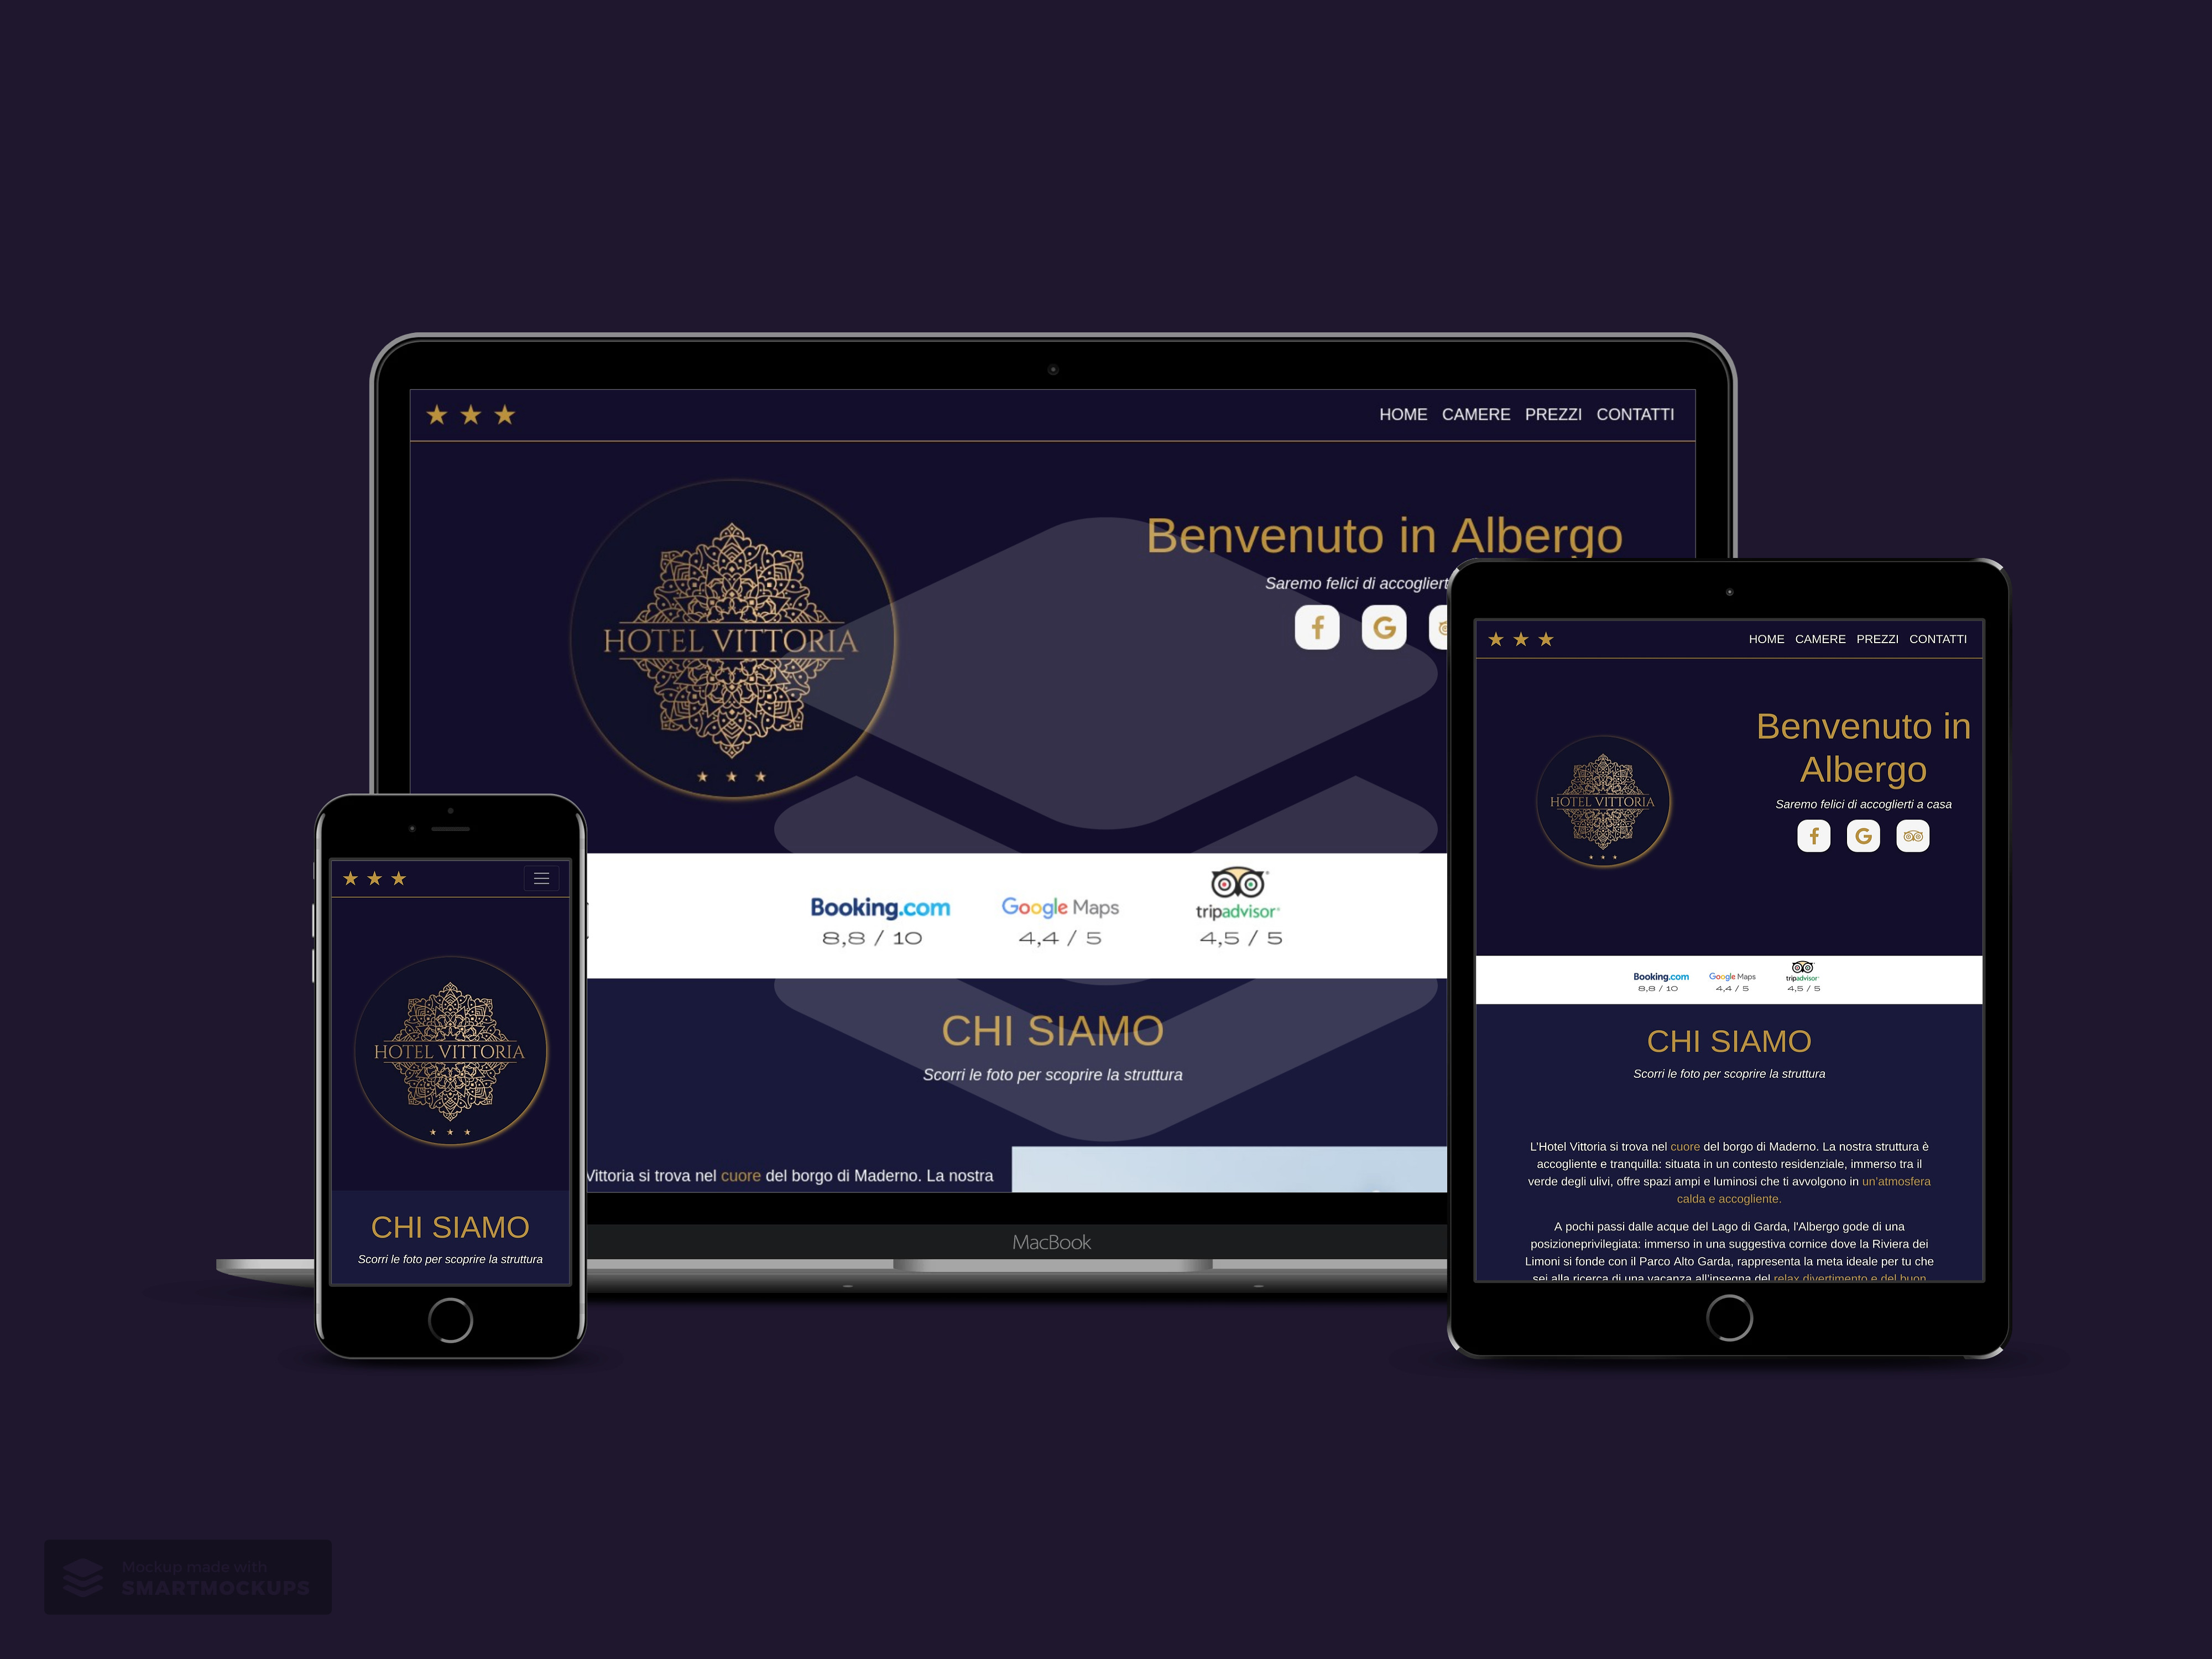 HOME CAMERE PREZZI CONTATTI
HOTEL VITTORIA
Benvenuto in Albergo
Saremo felici di accogliert
Booking.com
8,8 / 10
Google Maps
4,4 / 5
tripadvisor
4,5 / 5
CHI SIAMO
Scorri le foto per scoprire la struttura
Vittoria si trova nel cuore del borgo di Maderno. La nostra
MacBook
HOTEL VITTORIA
CHI SIAMO
Scorri le foto per scoprire la struttura
HOME CAMERE PREZZI CONTATTI
HOTEL VITTORIA
Benvenuto in
Albergo
Saremo felici di accoglierti a casa
Booking.com
8,8 / 10
Google Maps
4,4 / 5
tripadvisor
4,5 / 5
CHI SIAMO
Scorri le foto per scoprire la struttura
L'Hotel Vittoria si trova nel cuore del borgo di Maderno. La nostra struttura è
accogliente e tranquilla: situata in un contesto residenziale, immerso tra il
verde degli ulivi, offre spazi ampi e luminosi che ti avvolgono in un'atmosfera
calda e accogliente.
A pochi passi dalle acque del Lago di Garda, l'Albergo gode di una
posizioneprivilegiata: immerso in una suggestiva cornice dove la Riviera dei
Limoni si fonde con il Parco Alto Garda, rappresenta la meta ideale per tu che
sei alla ricerca di una vacanza all'insegna del relax divertimento e del buon
Mockup made with
SMARTMOCKUPS